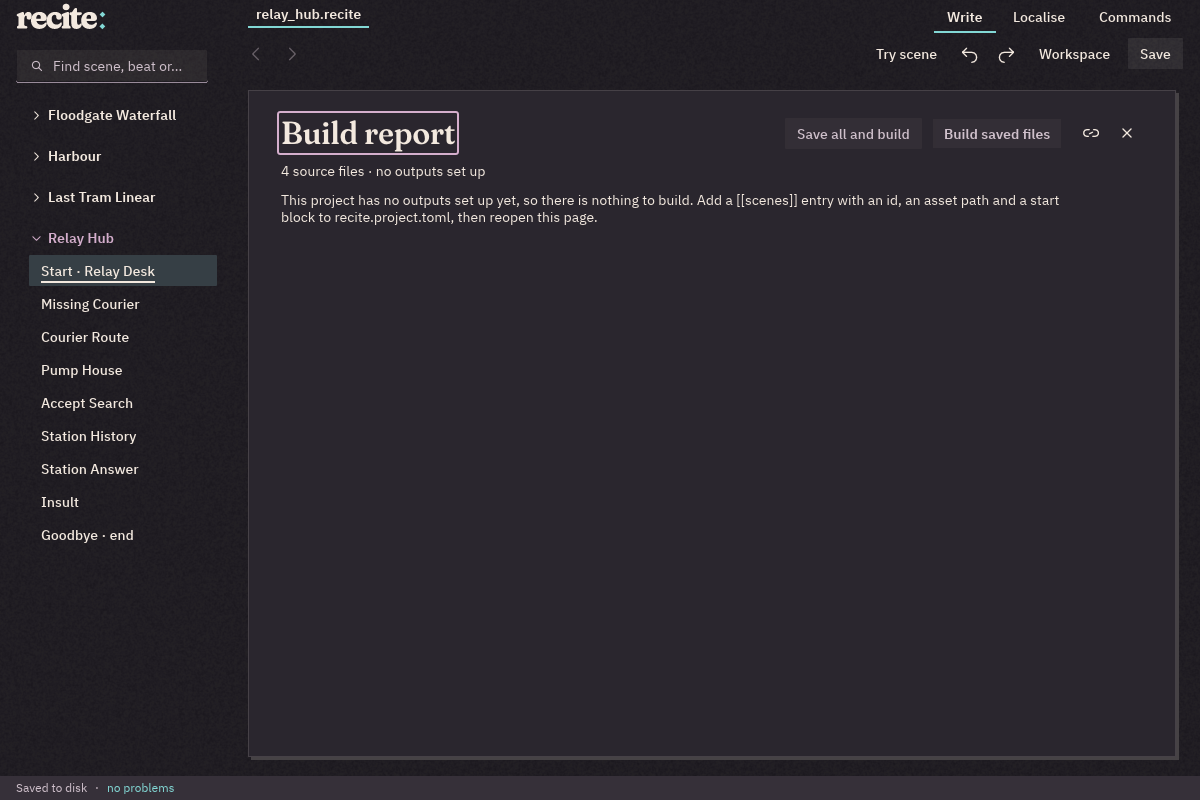 recite:
relay_hub.recite
Write
Localise
Commands
Find scene, beat or...
Try scene
Workspace
Save
Floodgate Waterfall
Harbour
Last Tram Linear
Relay Hub
Start · Relay Desk
Missing Courier
Courier Route
Pump House
Accept Search
Station History
Station Answer
Insult
Goodbye · end
Build report
Save all and build
Build saved files
4 source files · no outputs set up
This project has no outputs set up yet, so there is nothing to build. Add a [[scenes]] entry with an id, an asset path and a start
block to recite.project.toml, then reopen this page.
Saved to disk · no problems